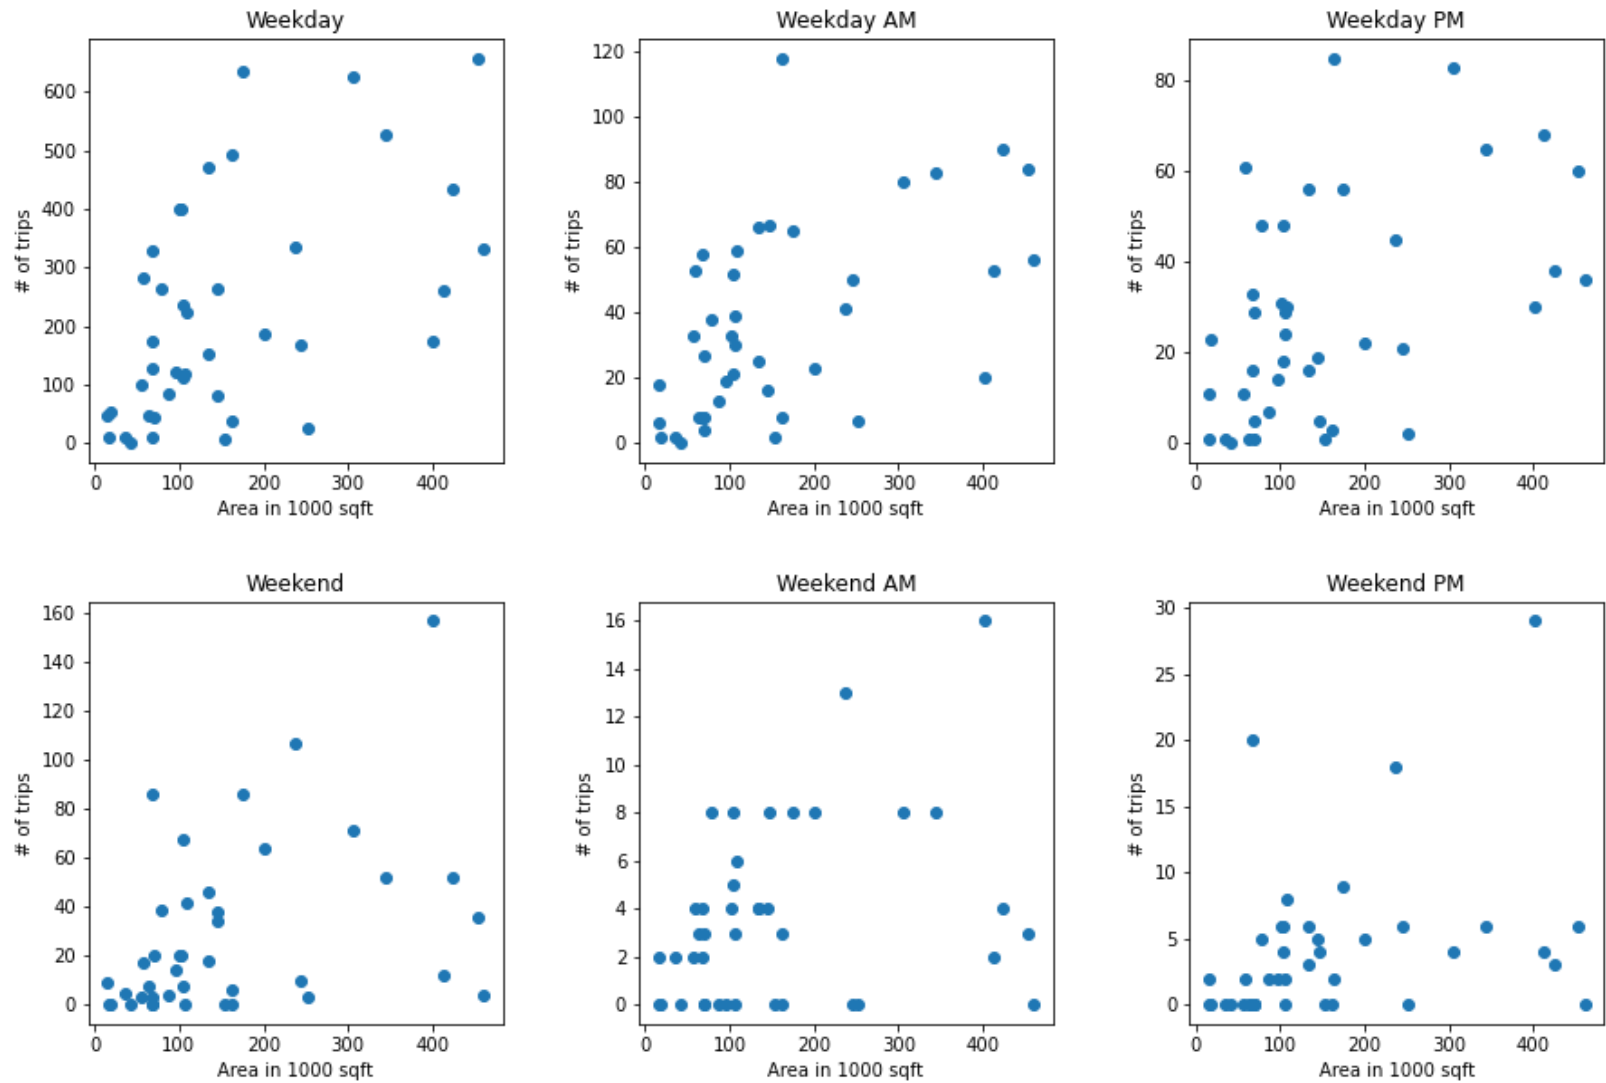 Weekday
600
500
400
300
200
100
0
# of trips
0 100 200 300 400
Area in 1000 sqft
Weekday AM
120
100
80
60
40
20
0
# of trips
0 100 200 300 400
Area in 1000 sqft
Weekday PM
80
60
40
20
0
# of trips
0 100 200 300 400
Area in 1000 sqft
Weekend
160
140
120
100
80
60
40
20
0
# of trips
0 100 200 300 400
Area in 1000 sqft
Weekend AM
16
14
12
10
8
6
4
2
0
# of trips
0 100 200 300 400
Area in 1000 sqft
Weekend PM
30
25
20
15
10
5
0
# of trips
0 100 200 300 400
Area in 1000 sqft